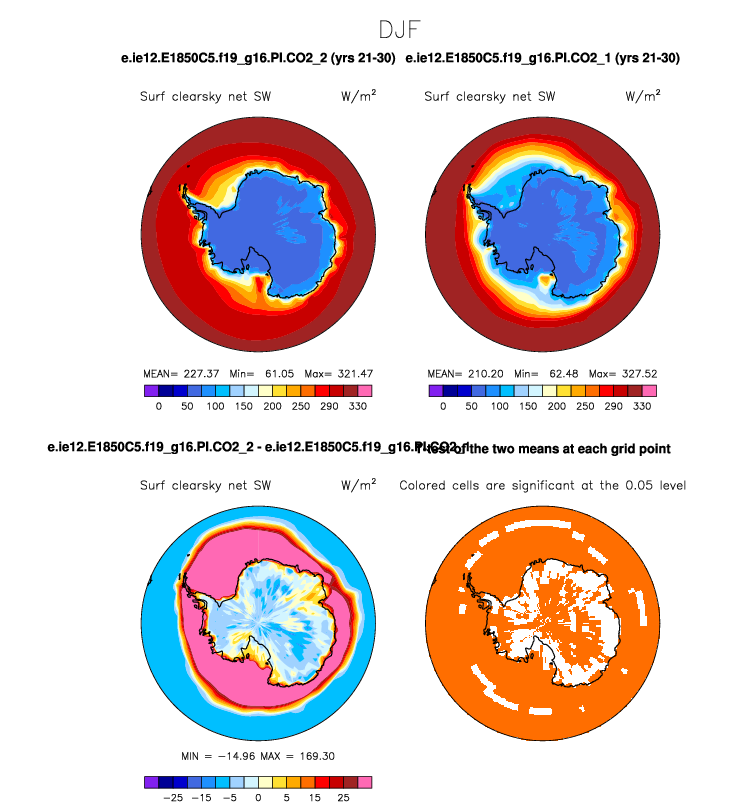 DJF
e.ie12.E1850C5.f19_g16.PI.CO2_2 (yrs 21-30) e.ie12.E1850C5.f19_g16.PI.CO2_1 (yrs 21-30)
Surf clearsky net SW W/m² Surf clearsky net SW W/m²
MEAN= 227.37 Min= 61.05 Max= 321.47 MEAN= 210.20 Min= 62.48 Max= 327.52
0 50 100 150 200 250 290 330 0 50 100 150 200 250 290 330
e.ie12.E1850C5.f19_g16.PI.CO2_2 - e.ie12.E1850C5.f19_g16.PI.CO2_1 T-test of the two means at each grid point
Surf clearsky net SW W/m² Colored cells are significant at the 0.05 level
MIN = -14.96 MAX = 169.30
-25 -15 -5 0 5 15 25